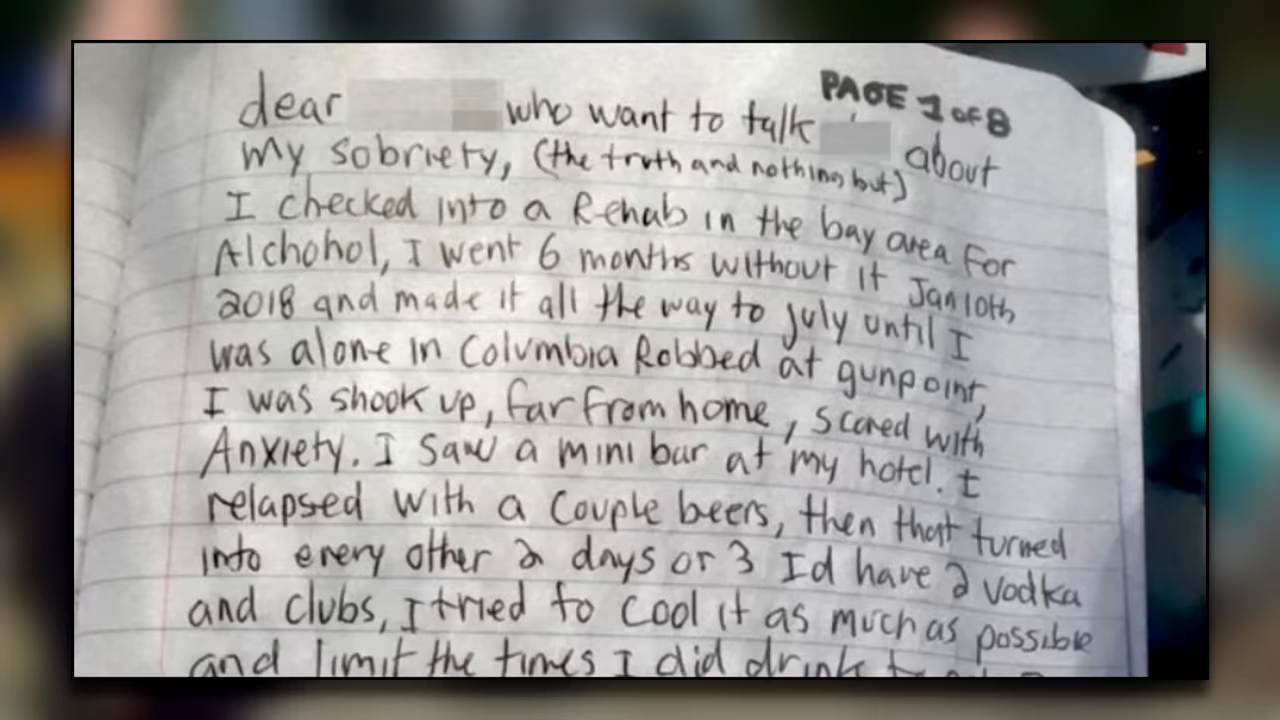 PAGE 1 of 8
dear who want to talk about
my sobriety, (the truth and nothing but)
I checked into a Rehab in the bay area for
Alchohol, I went 6 months without it Jan 10th
2018 and made it all the way to july until I
was alone in Columbia Robbed at gunpoint,
I was shook up, far from home, scared with
Anxiety. I saw a mini bar at my hotel. I
relapsed with a couple beers, then that turned
into every other 2 days or 3 Id have 2 vodka
and clubs, I tried to cool it as much as possible
and limit the times I did drink